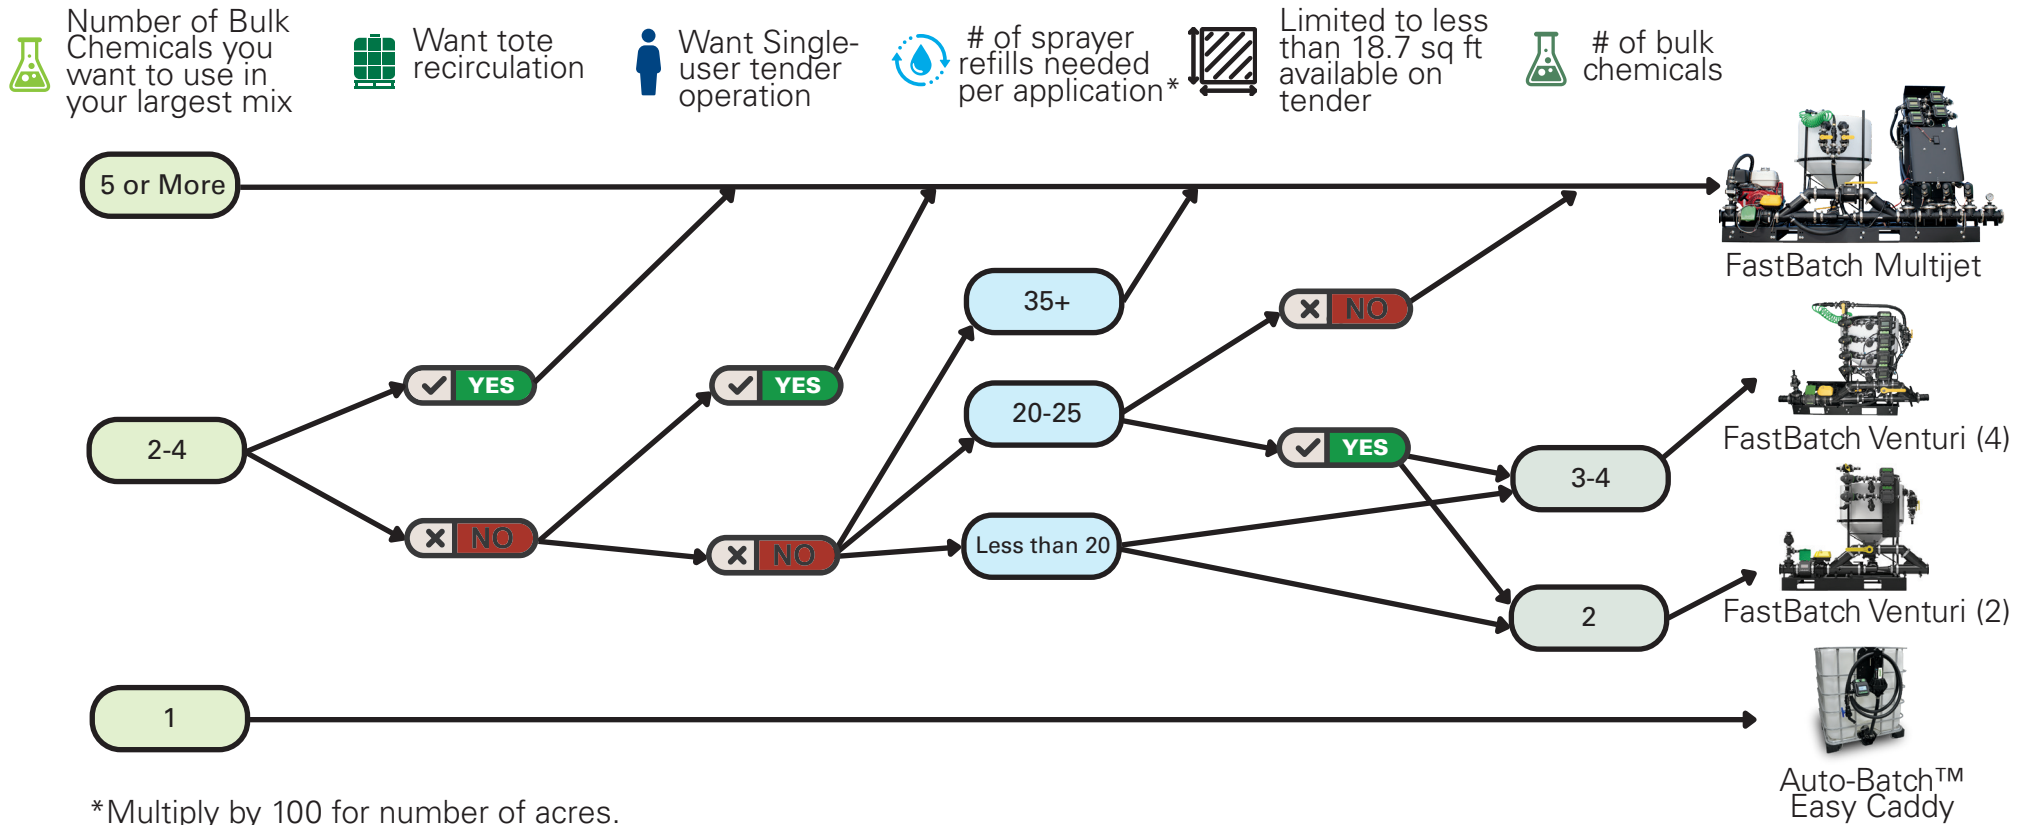 Number of Bulk
Chemicals you
want to use in
your largest mix
Want tote
recirculation
Want Single-
user tender
operation
# of sprayer
refills needed
per application*
Limited to less
than 18.7 sq ft
available on
tender
# of bulk
chemicals
5 or More
FastBatch Multijet
35+
NO
YES
YES
20-25
2-4
YES
FastBatch Venturi (4)
3-4
NO
NO
Less than 20
2
FastBatch Venturi (2)
1
Auto-Batch™
Easy Caddy
*Multiply by 100 for number of acres.